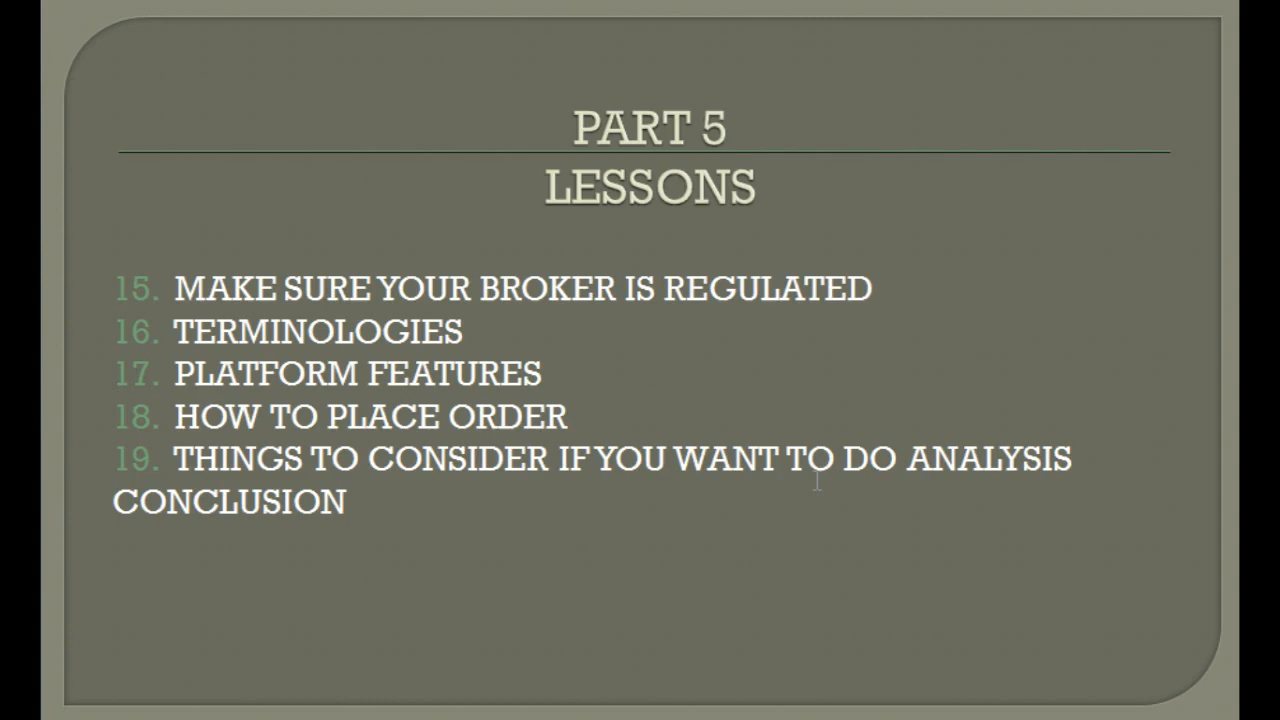 PART 5
LESSONS
15. MAKE SURE YOUR BROKER IS REGULATED
16. TERMINOLOGIES
17. PLATFORM FEATURES
18. HOW TO PLACE ORDER
19. THINGS TO CONSIDER IF YOU WANT TO DO ANALYSIS
CONCLUSION